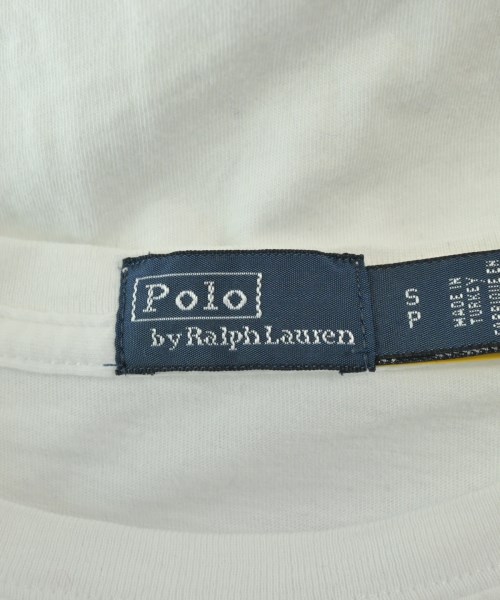 Polo
by Ralph Lauren
S
P
MADE IN
TURKEY